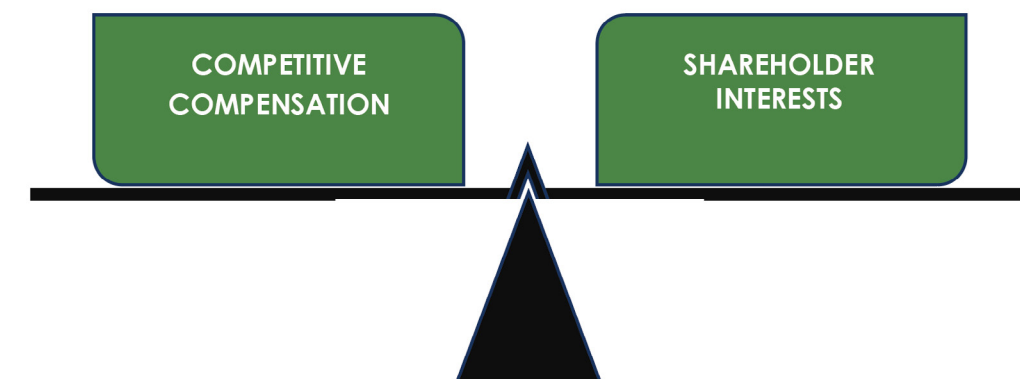 COMPETITIVE
COMPENSATION
SHAREHOLDER
INTERESTS